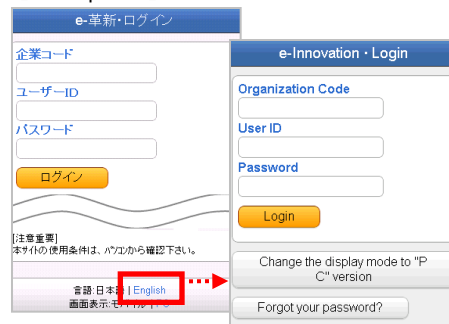 e-革新・ログイン
企業コード
ユーザーID
パスワード
ログイン
[注意重要]
本サイトの使用条件は、パソコンから確認下さい。
言語:日本語 | English
画面表示:モバイル | PC
e-Innovation・Login
Organization Code
User ID
Password
Login
Change the display mode to "P
C" version
Forgot your password?